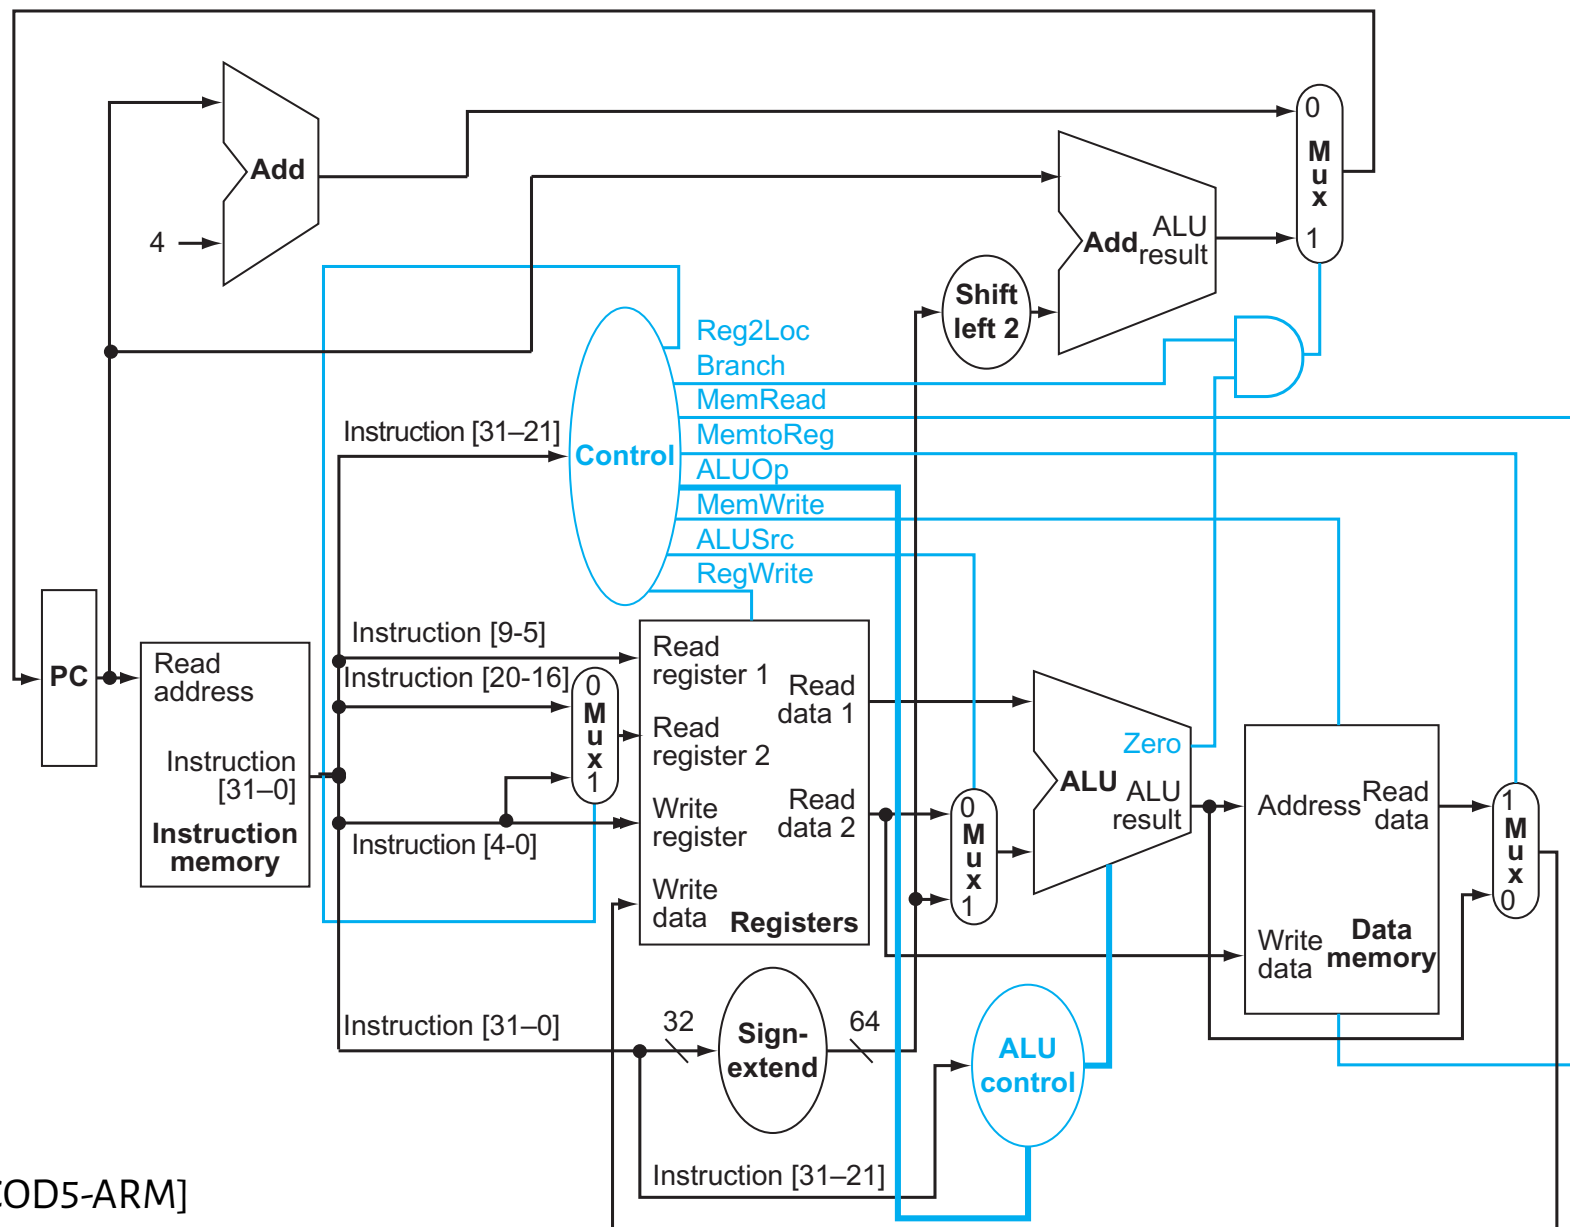 0
M
u
x
1
Add
4
Add
ALU
result
Shift
left 2
Reg2Loc
Branch
MemRead
MemtoReg
ALUOp
MemWrite
ALUSrc
RegWrite
Control
Instruction [31–21]
Instruction [9-5]
Instruction [20-16]
Instruction [4-0]
Instruction [31–0]
PC
Read
address
Instruction
[31–0]
Instruction
memory
0
M
u
x
1
Read
register 1
Read
register 2
Write
register
Write
data
Read
data 1
Read
data 2
Registers
0
M
u
x
1
Zero
ALU
ALU
result
Address
Read
data
Write
data
Data
memory
1
M
u
x
0
32
Sign-
extend
64
ALU
control
Instruction [31–21]
COD5-ARM]